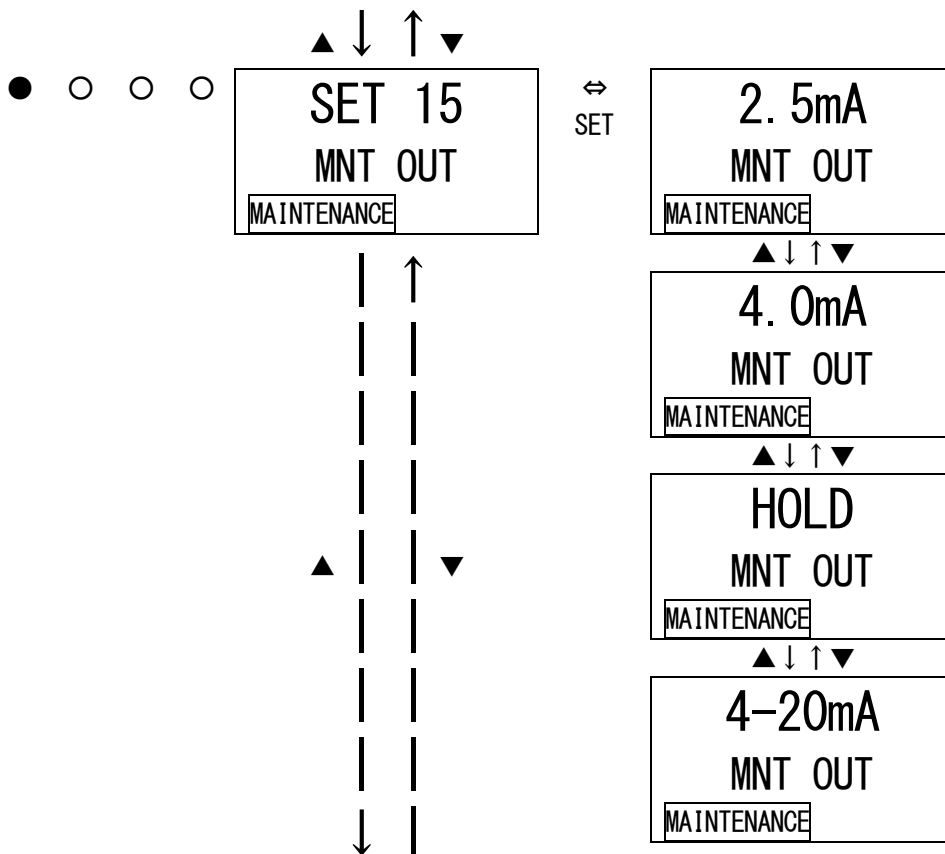 ▲ ↓ ↑ ▼
● ○ ○ ○
SET 15
MNT OUT
MAINTENANCE
⇔
SET
2.5mA
MNT OUT
MAINTENANCE
▲↓↑▼
4.0mA
MNT OUT
MAINTENANCE
▲↓↑▼
HOLD
MNT OUT
MAINTENANCE
▲↓↑▼
4-20mA
MNT OUT
MAINTENANCE
▲ ▼